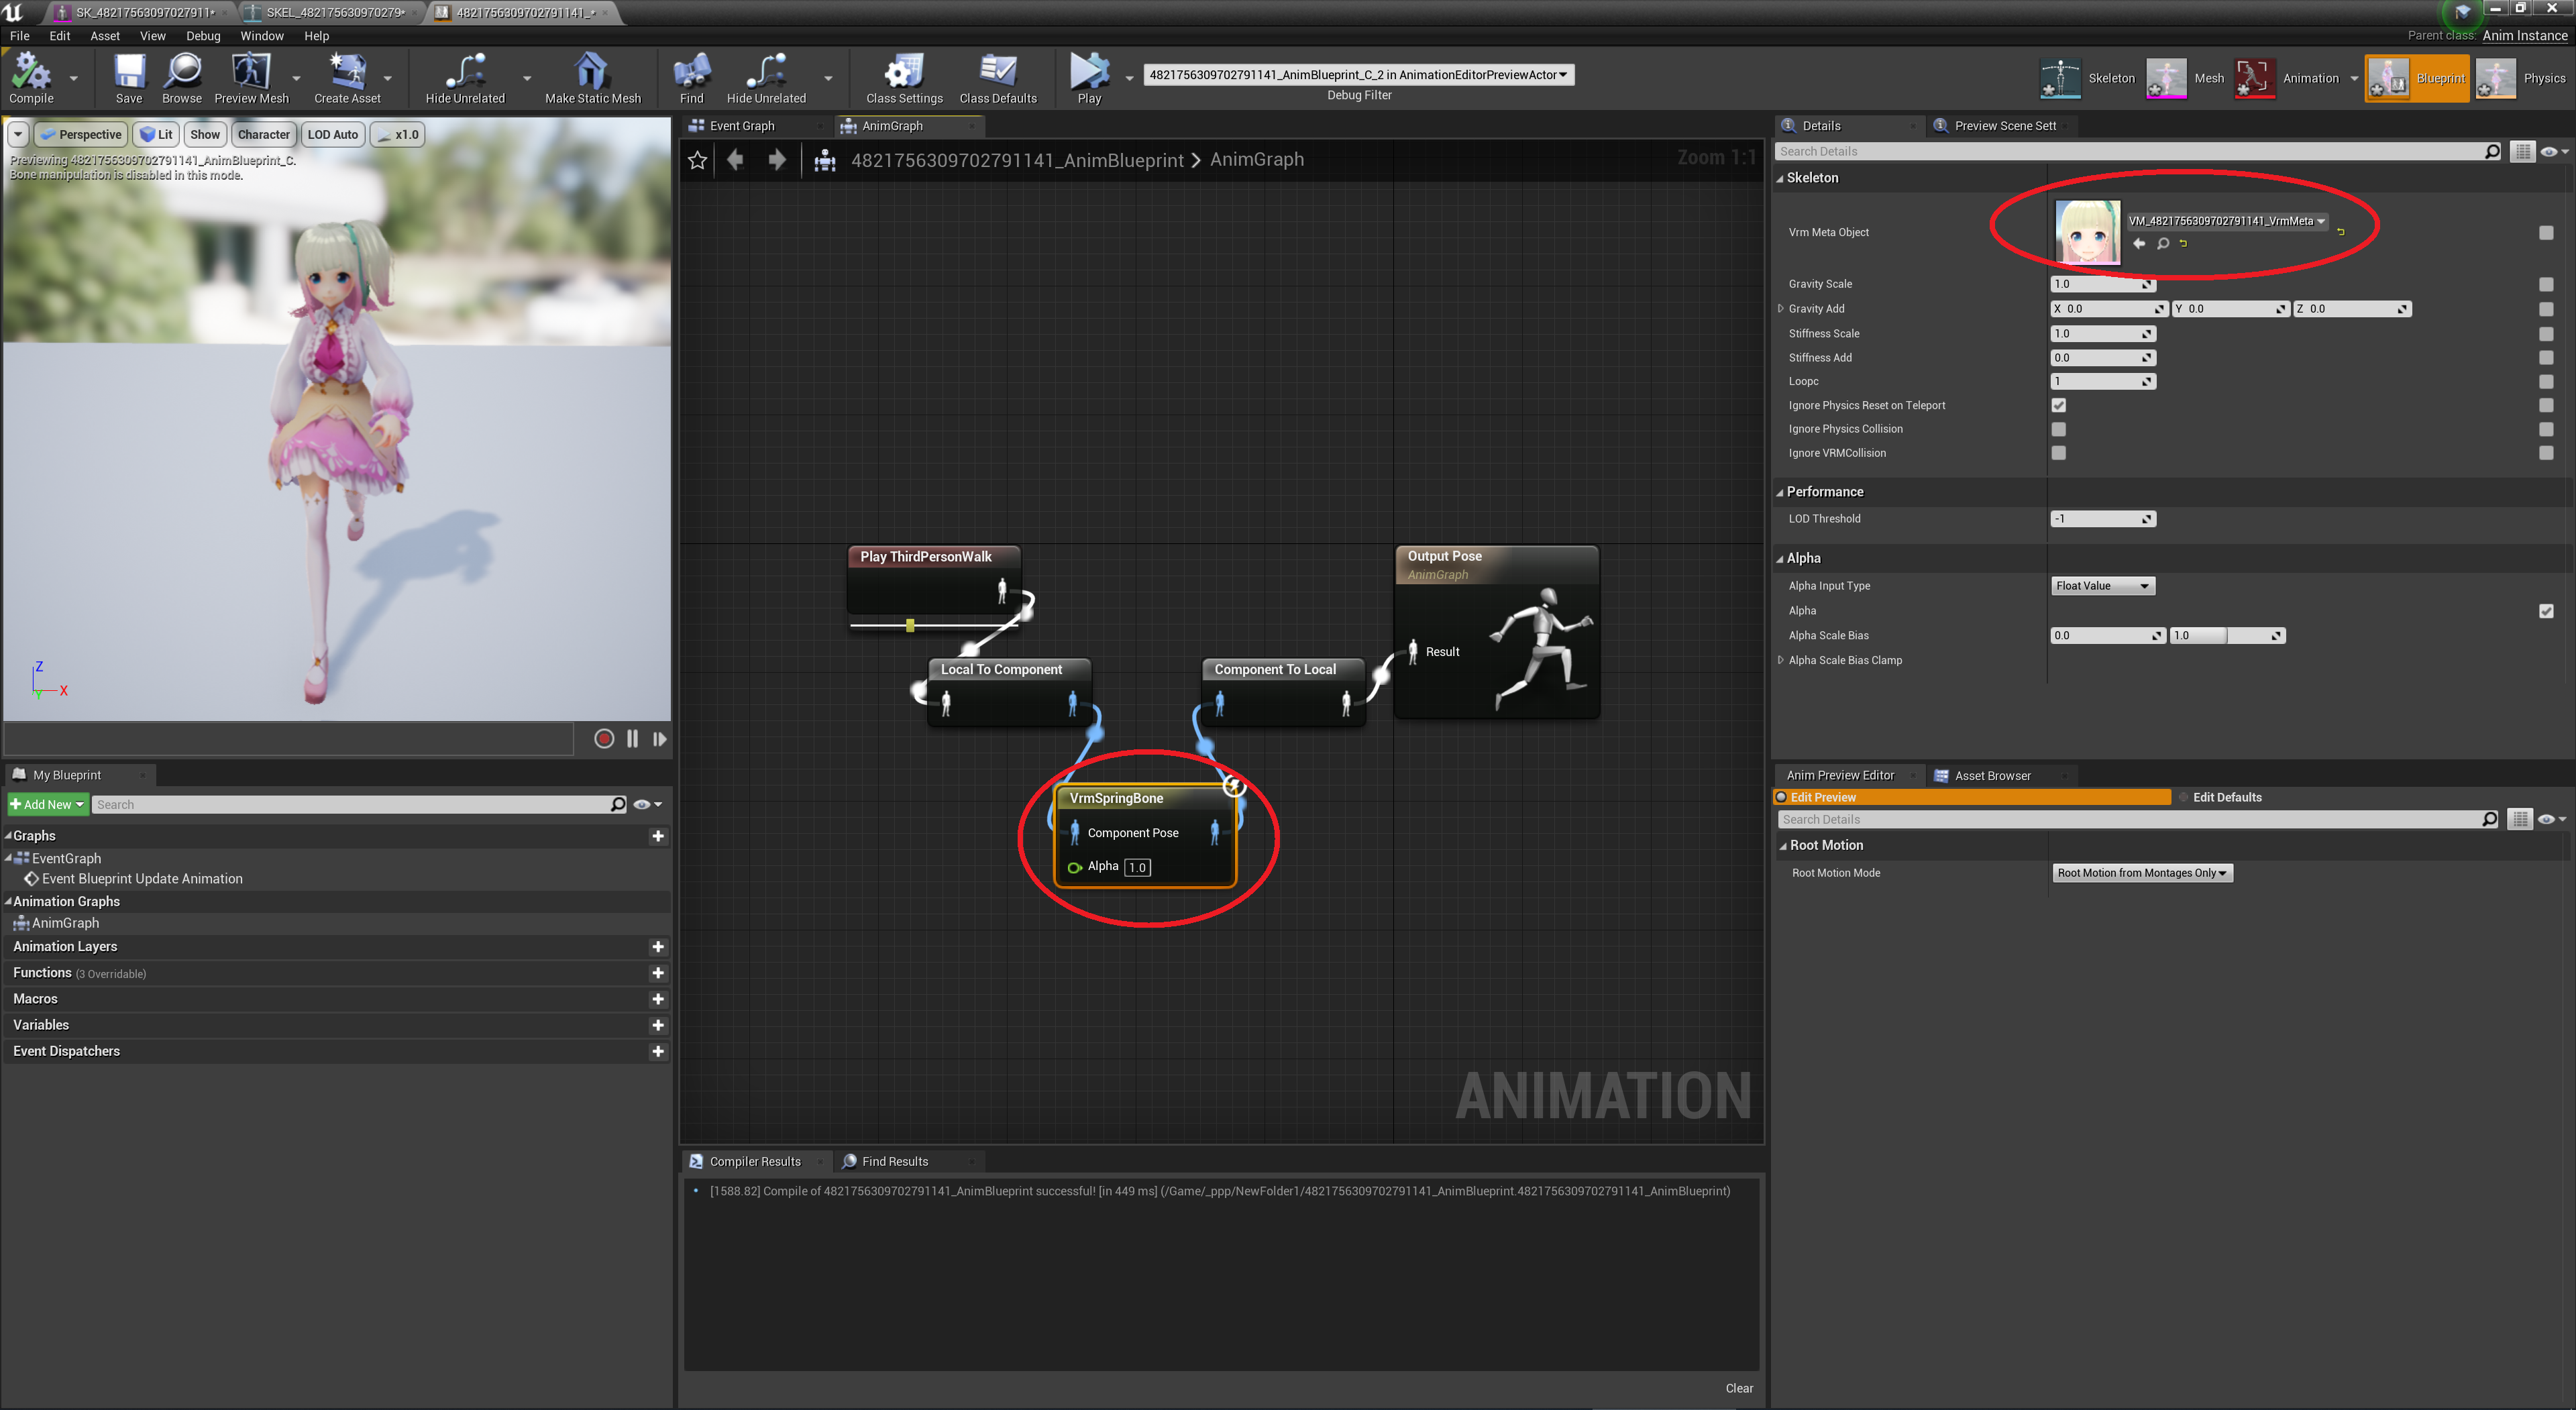 SK_48217563097027911*
SKEL_482175630970279*
4821756309702791141_*
File Edit Asset View Debug Window Help
Parent class: Anim Instance
Compile
Save
Browse
Preview Mesh
Create Asset
Hide Unrelated
Make Static Mesh
Find
Hide Unrelated
Class Settings
Class Defaults
Play
4821756309702791141_AnimBlueprint_C_2 in AnimationEditorPreviewActor
Debug Filter
Skeleton
Mesh
Animation
Blueprint
Physics
Perspective
Lit
Show
Character
LOD Auto
x1.0
Previewing 4821756309702791141_AnimBlueprint_C.
Bone manipulation is disabled in this mode.
Z
Y
X
My Blueprint
Add New
Search
Graphs
EventGraph
Event Blueprint Update Animation
Animation Graphs
AnimGraph
Animation Layers
Functions (3 Overridable)
Macros
Variables
Event Dispatchers
Event Graph
AnimGraph
4821756309702791141_AnimBlueprint > AnimGraph
Zoom 1:1
Play ThirdPersonWalk
Local To Component
Component To Local
Output Pose
AnimGraph
Result
VrmSpringBone
Component Pose
Alpha 1.0
ANIMATION
Compiler Results
Find Results
[1588.82] Compile of 4821756309702791141_AnimBlueprint successful! [in 449 ms] (/Game/_ppp/NewFolder1/4821756309702791141_AnimBlueprint.4821756309702791141_AnimBlueprint)
Clear
Details
Preview Scene Sett
Search Details
Skeleton
Vrm Meta Object
VM_4821756309702791141_VrmMeta
Gravity Scale 1.0
Gravity Add X 0.0 Y 0.0 Z 0.0
Stiffness Scale 1.0
Stiffness Add 0.0
Loopc 1
Ignore Physics Reset on Teleport
Ignore Physics Collision
Ignore VRMCollision
Performance
LOD Threshold -1
Alpha
Alpha Input Type Float Value
Alpha
Alpha Scale Bias 0.0 1.0
Alpha Scale Bias Clamp
Anim Preview Editor
Asset Browser
Edit Preview
Edit Defaults
Search Details
Root Motion
Root Motion Mode Root Motion from Montages Only